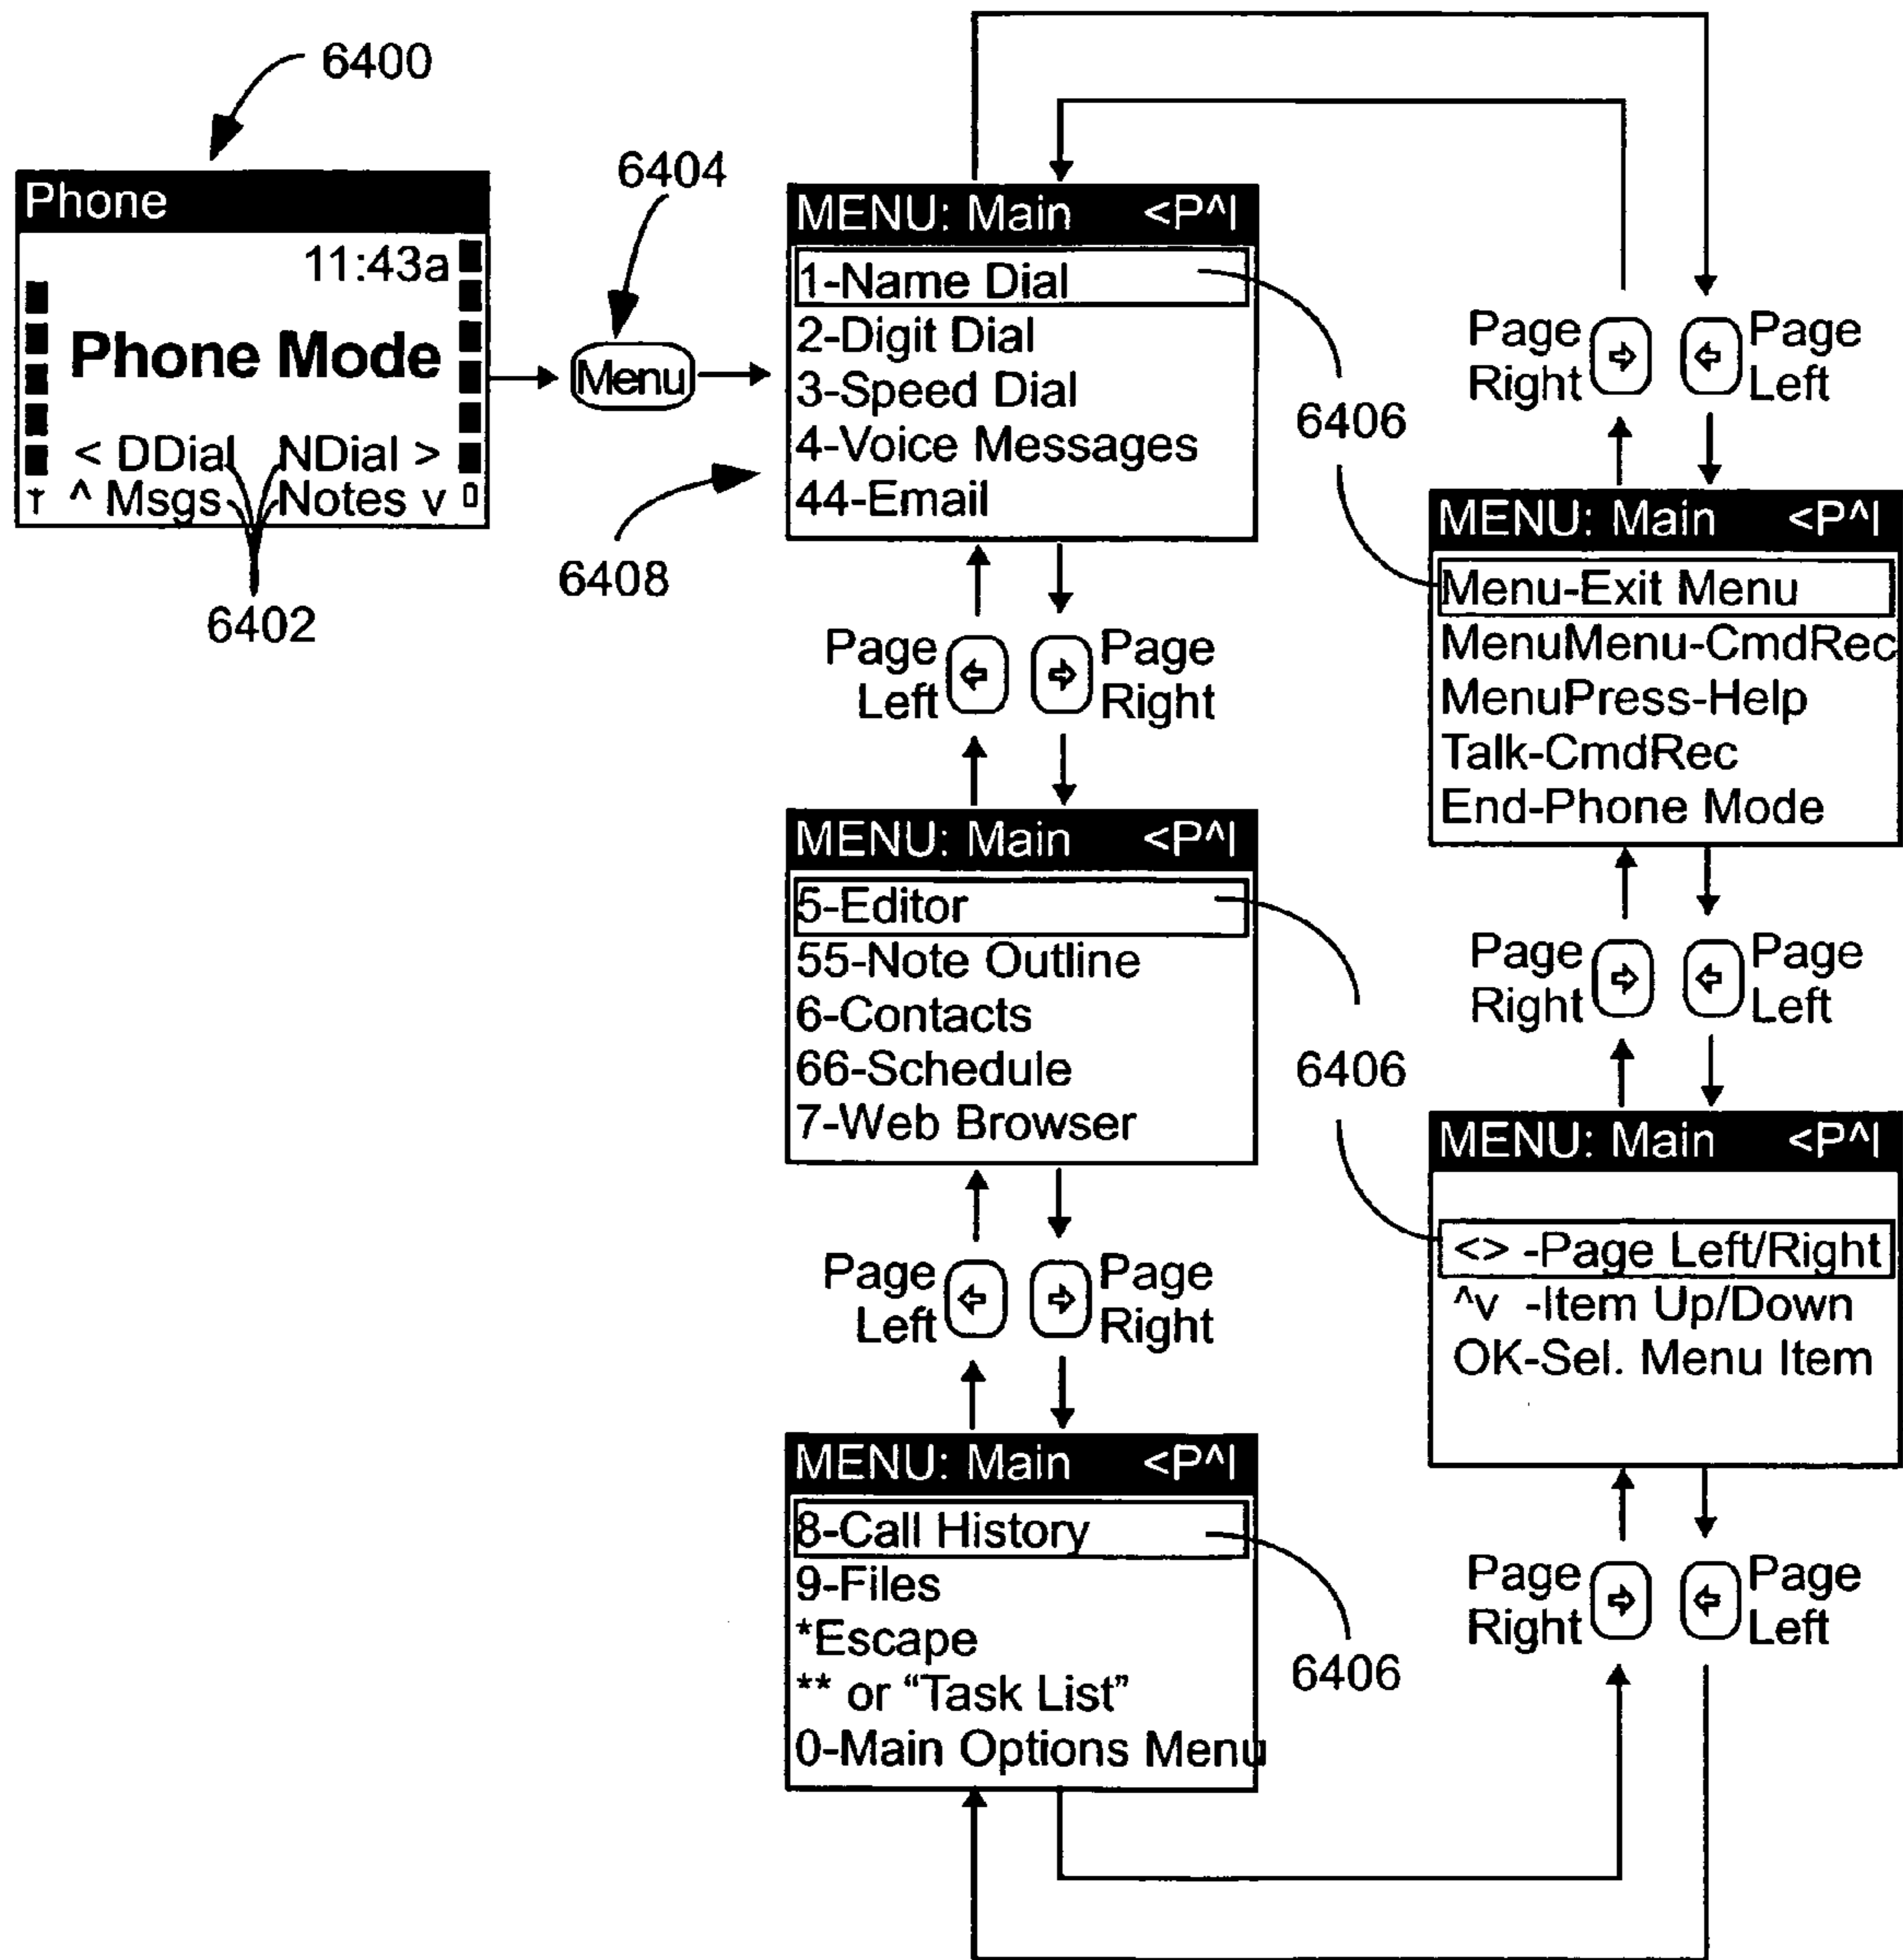 6400
Phone
11:43a
Phone Mode
< DDial NDial >
^ Msgs Notes v
6402
6404
Menu
6408
MENU: Main <P^|
1-Name Dial
2-Digit Dial
3-Speed Dial
4-Voice Messages
44-Email
6406
Page Left
Page Right
MENU: Main <P^|
5-Editor
55-Note Outline
6-Contacts
66-Schedule
7-Web Browser
6406
Page Left
Page Right
MENU: Main <P^|
8-Call History
9-Files
*Escape
** or “Task List”
0-Main Options Menu
6406
Page Right
Page Left
MENU: Main <P^|
Menu-Exit Menu
MenuMenu-CmdRec
MenuPress-Help
Talk-CmdRec
End-Phone Mode
Page Right
Page Left
MENU: Main <P^|
<> -Page Left/Right
^v -Item Up/Down
OK-Sel. Menu Item
Page Right
Page Left